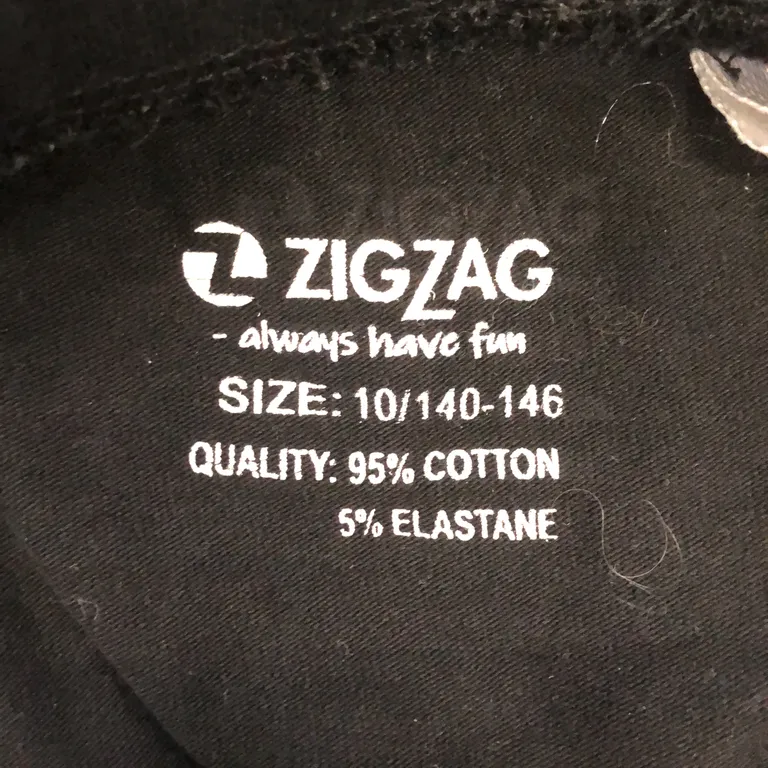 ZIGZAG
- always have fun
SIZE: 10/140-146
QUALITY: 95% COTTON
5% ELASTANE